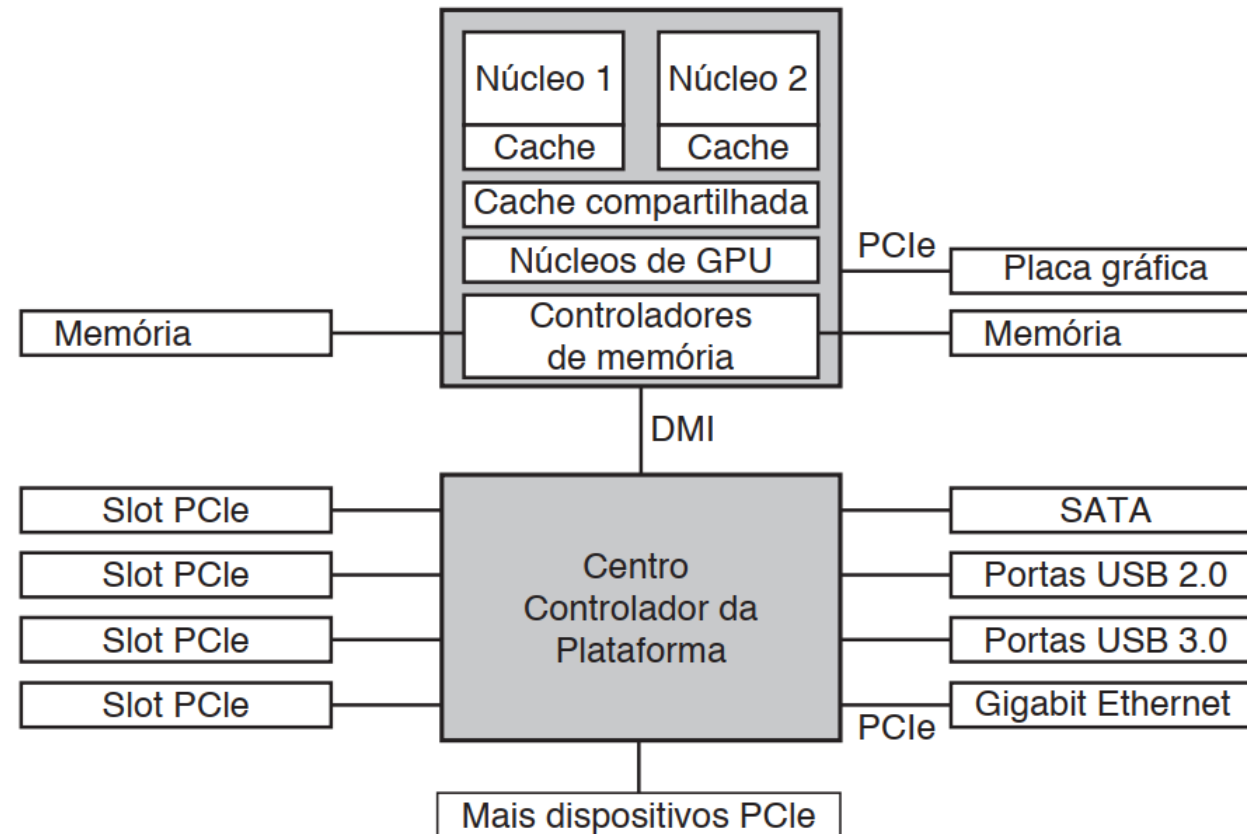 Núcleo 1
Núcleo 2
Cache
Cache
Cache compartilhada
Núcleos de GPU
PCIe
Placa gráfica
Memória
Controladores
de memória
Memória
DMI
Slot PCIe
Slot PCIe
Slot PCIe
Slot PCIe
Centro
Controlador da
Plataforma
SATA
Portas USB 2.0
Portas USB 3.0
Gigabit Ethernet
PCIe
Mais dispositivos PCIe